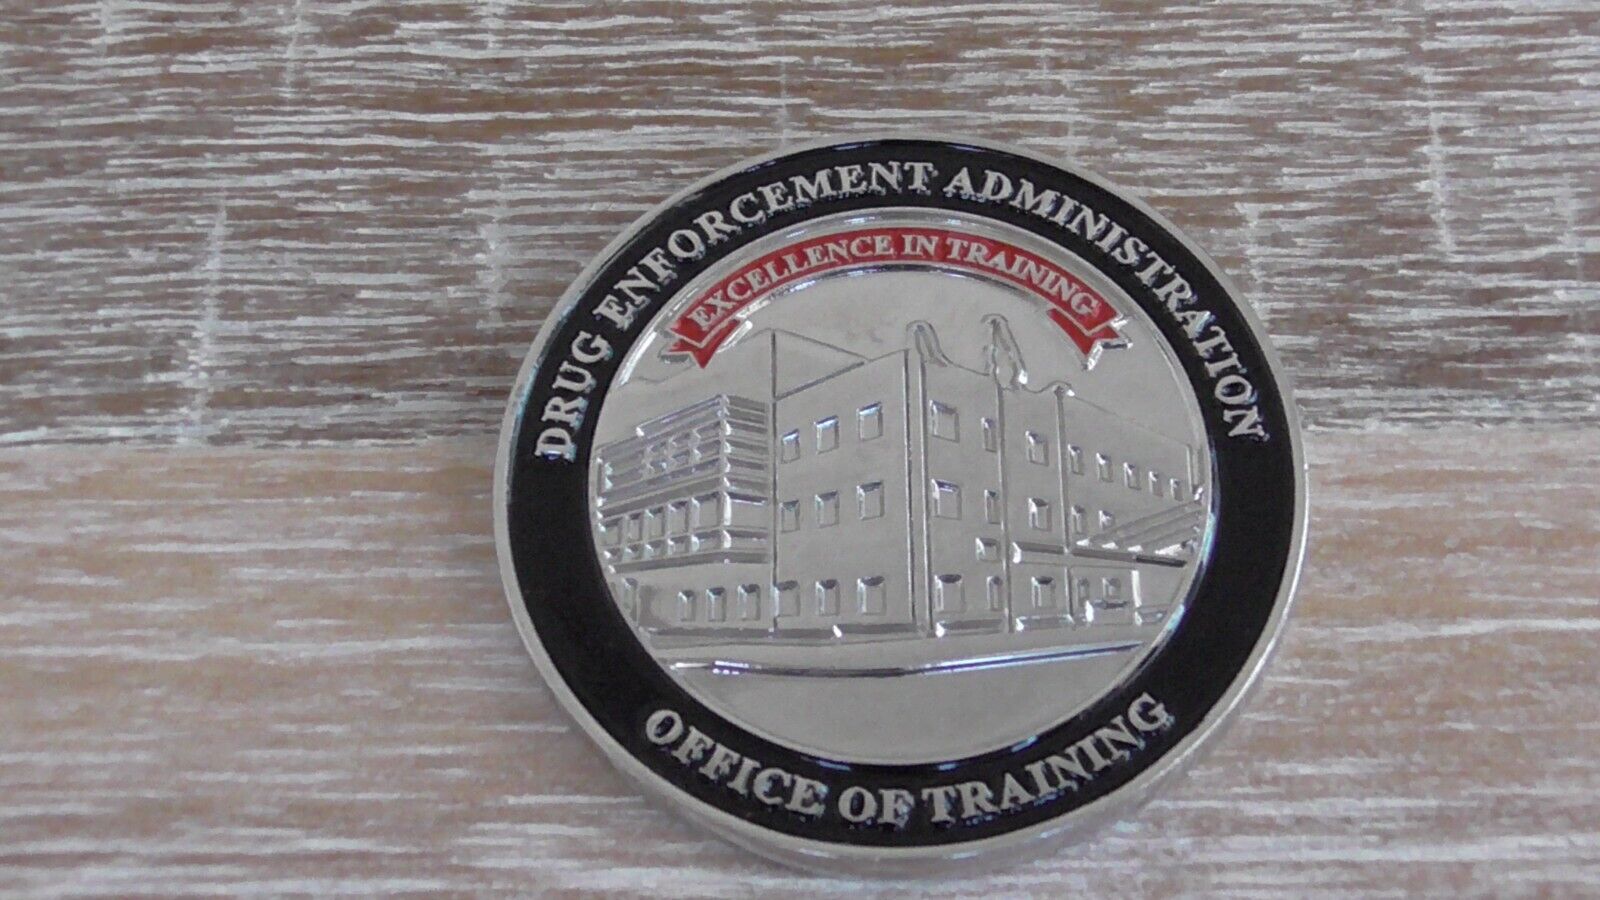 DRUG ENFORCEMENT ADMINISTRATION
EXCELLENCE IN TRAINING
OFFICE OF TRAINING